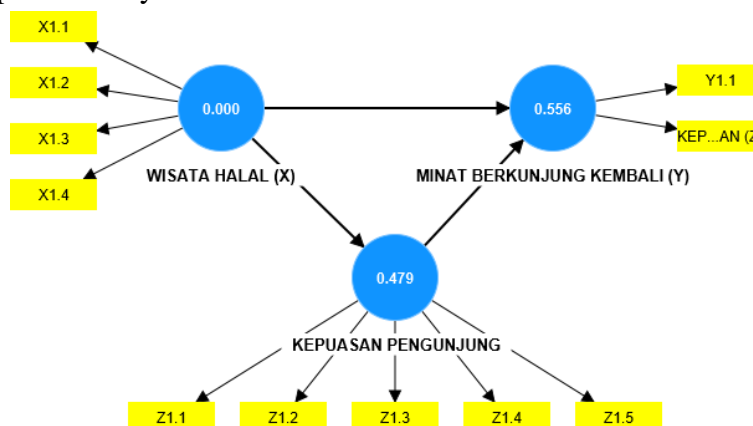 X1.1
X1.2
X1.3
X1.4
0.000
0.556
Y1.1
KEP...AN (Z
WISATA HALAL (X)
MINAT BERKUNJUNG KEMBALI (Y)
0.479
KEPUASAN PENGUNJUNG
Z1.1
Z1.2
Z1.3
Z1.4
Z1.5